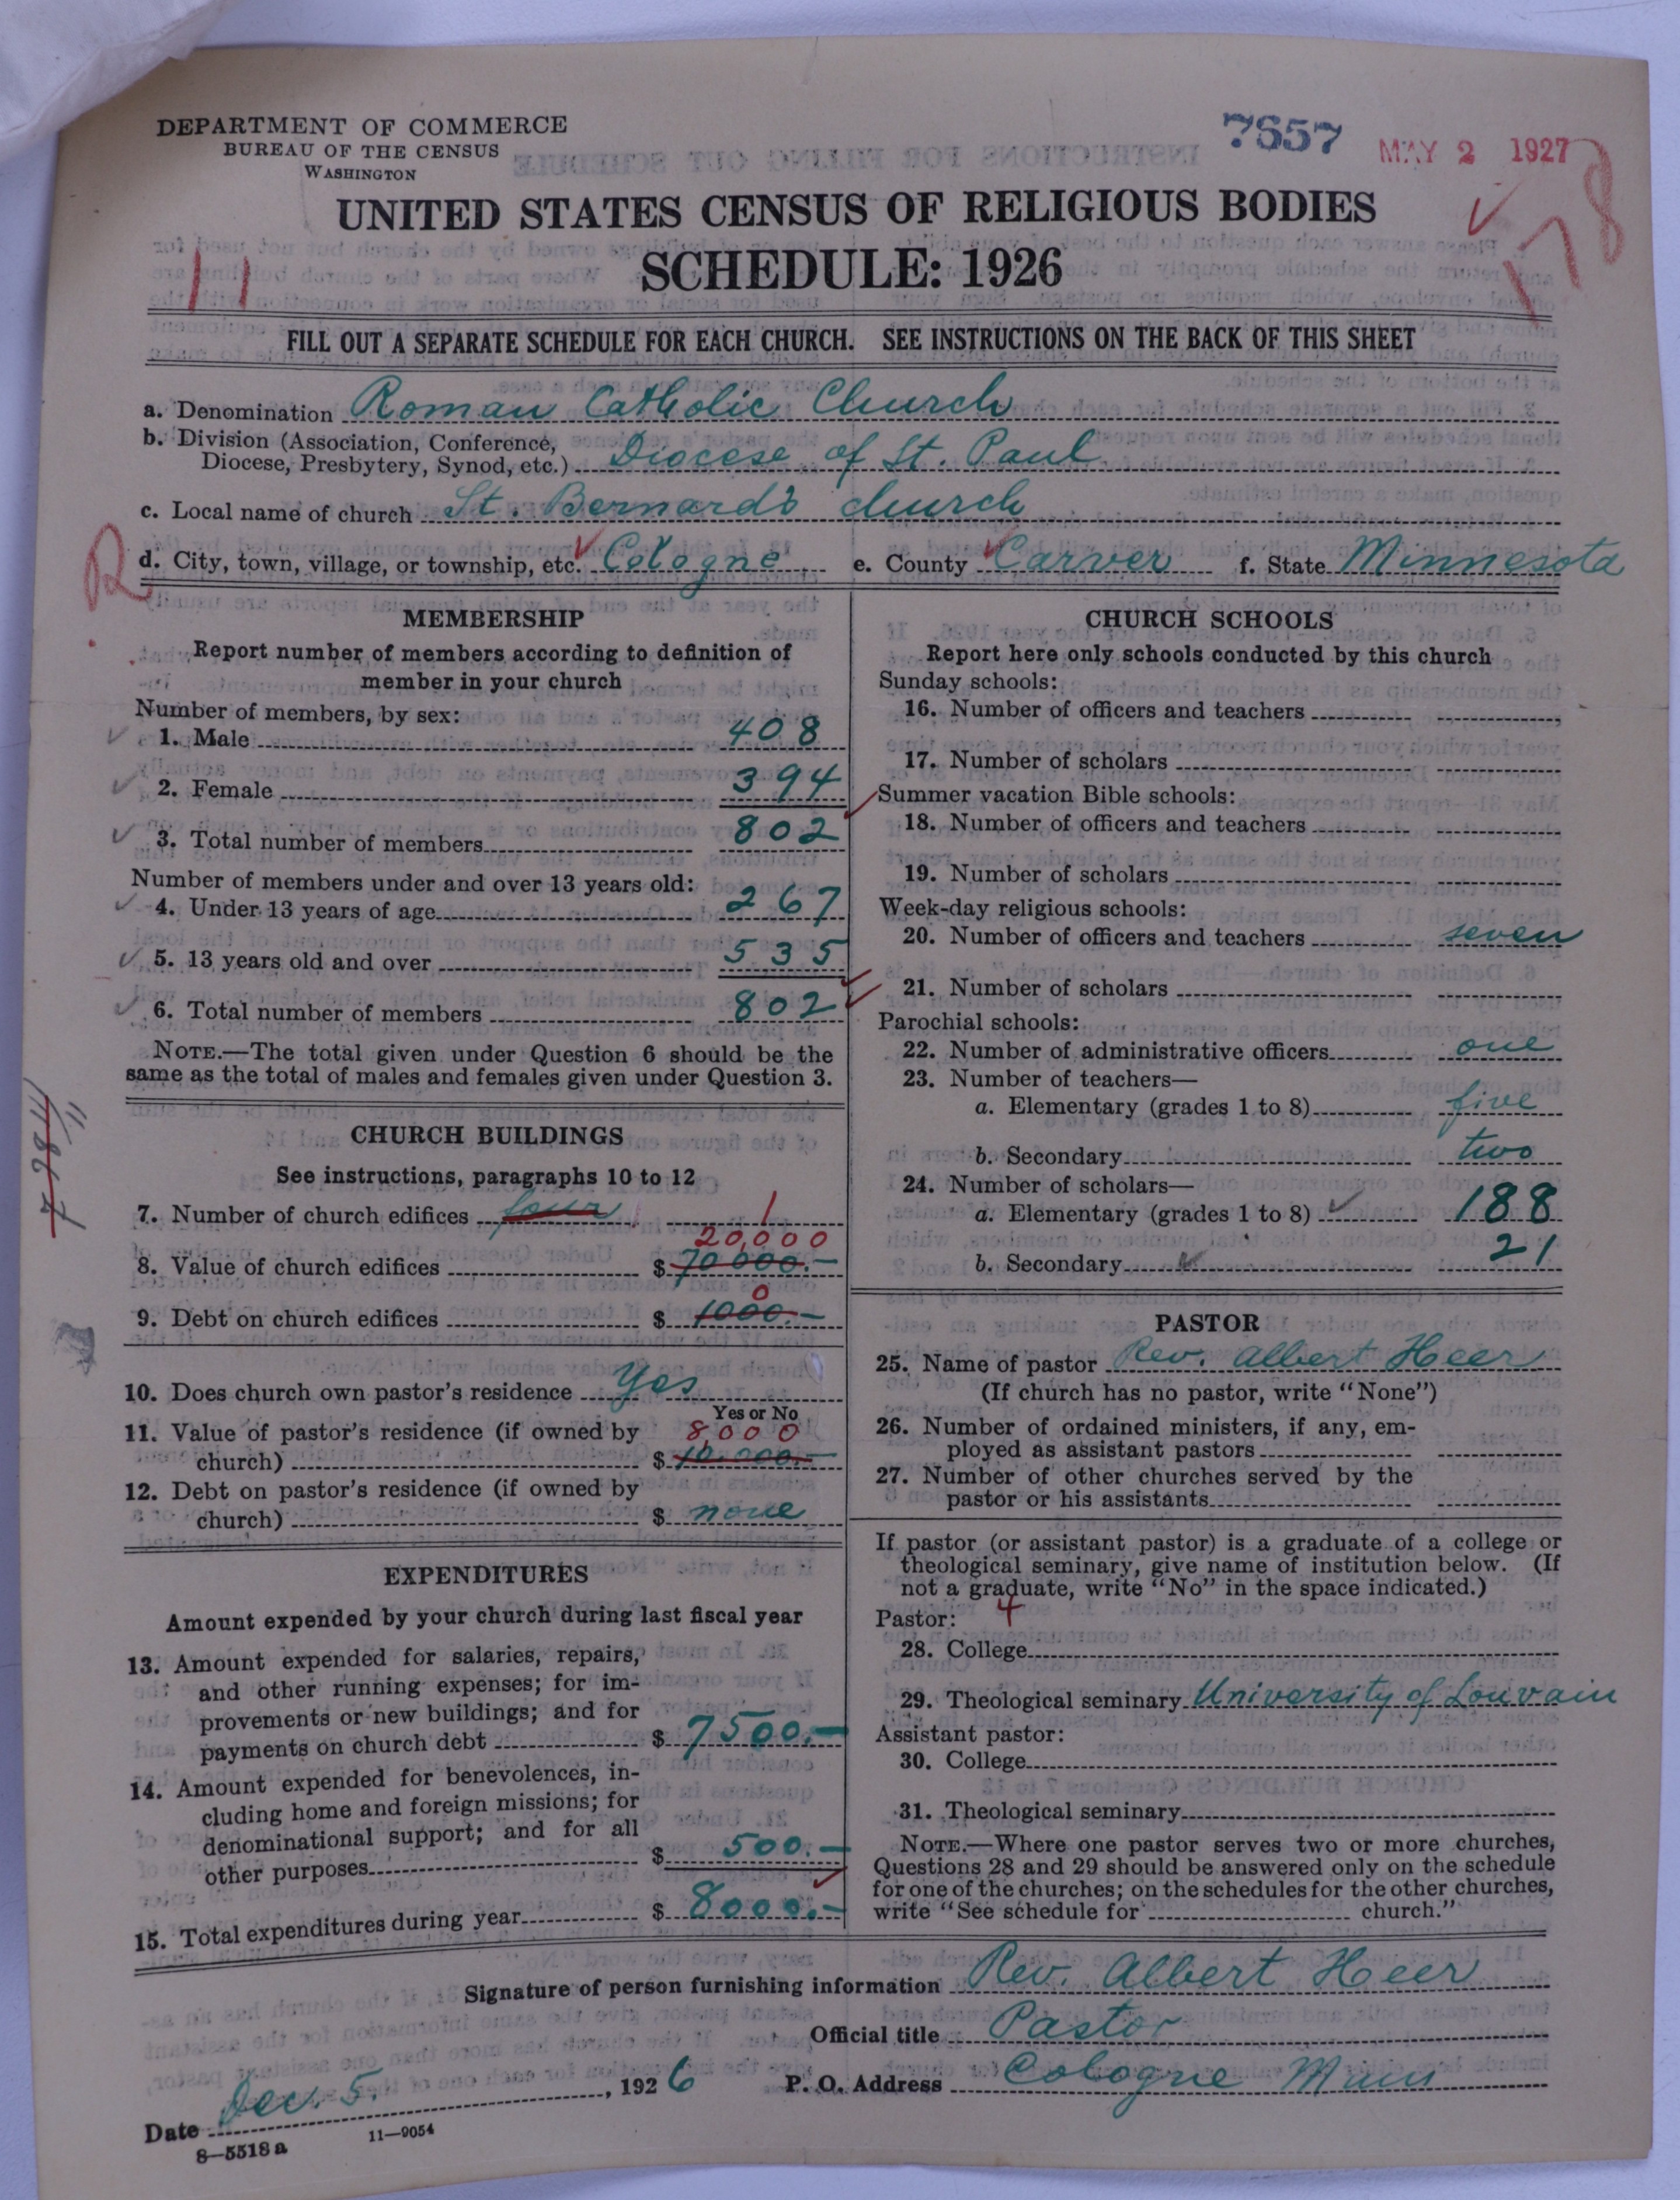 DEPARTMENT OF COMMERCE
BUREAU OF THE CENSUS
WASHINGTON
7557
MAY 2 1927
178
UNITED STATES CENSUS OF RELIGIOUS BODIES
SCHEDULE: 1926
11
FILL OUT A SEPARATE SCHEDULE FOR EACH CHURCH. SEE INSTRUCTIONS ON THE BACK OF THIS SHEET
a. Denomination Roman Catholic Church
b. Division (Association, Conference,
Diocese, Presbytery, Synod, etc.) Diocese of St. Paul
c. Local name of church St. Bernard's church
R
d. City, town, village, or township, etc. Cologne e. County Carver f. State Minnesota
MEMBERSHIP
Report number of members according to definition of
member in your church
Number of members, by sex:
1. Male 408
2. Female 394
3. Total number of members 802
Number of members under and over 13 years old:
4. Under 13 years of age 267
5. 13 years old and over 535
6. Total number of members 802
NOTE.—The total given under Question 6 should be the
same as the total of males and females given under Question 3.
CHURCH BUILDINGS
See instructions, paragraphs 10 to 12
7. Number of church edifices four 1
20,000
8. Value of church edifices $ 70 000.—
0
9. Debt on church edifices $ 1000.—
10. Does church own pastor's residence Yes
Yes or No
11. Value of pastor's residence (if owned by 8,000
church) $ 10.000.—
12. Debt on pastor's residence (if owned by
church) $ none
EXPENDITURES
Amount expended by your church during last fiscal year
13. Amount expended for salaries, repairs,
and other running expenses; for im-
provements or new buildings; and for
payments on church debt $ 7500.—
14. Amount expended for benevolences, in-
cluding home and foreign missions; for
denominational support; and for all
other purposes $ 500.—
15. Total expenditures during year $ 8000.—
CHURCH SCHOOLS
Report here only schools conducted by this church
Sunday schools:
16. Number of officers and teachers
17. Number of scholars
Summer vacation Bible schools:
18. Number of officers and teachers
19. Number of scholars
Week-day religious schools:
20. Number of officers and teachers seven
21. Number of scholars
Parochial schools:
22. Number of administrative officers one
23. Number of teachers—
a. Elementary (grades 1 to 8) five
b. Secondary two
24. Number of scholars—
a. Elementary (grades 1 to 8) 188
b. Secondary 21
PASTOR
25. Name of pastor Rev. Albert Heer
(If church has no pastor, write "None")
26. Number of ordained ministers, if any, em-
ployed as assistant pastors
27. Number of other churches served by the
pastor or his assistants
If pastor (or assistant pastor) is a graduate of a college or
theological seminary, give name of institution below. (If
not a graduate, write "No" in the space indicated.)
Pastor: 4
28. College
29. Theological seminary University of Louvain
Assistant pastor:
30. College
31. Theological seminary
NOTE.—Where one pastor serves two or more churches,
Questions 28 and 29 should be answered only on the schedule
for one of the churches; on the schedules for the other churches,
write "See schedule for church."
Signature of person furnishing information Rev. Albert Heer
Official title Pastor
Date Dec. 5. , 1926 P. O. Address Cologne Minn
8—5518 a 11—9054